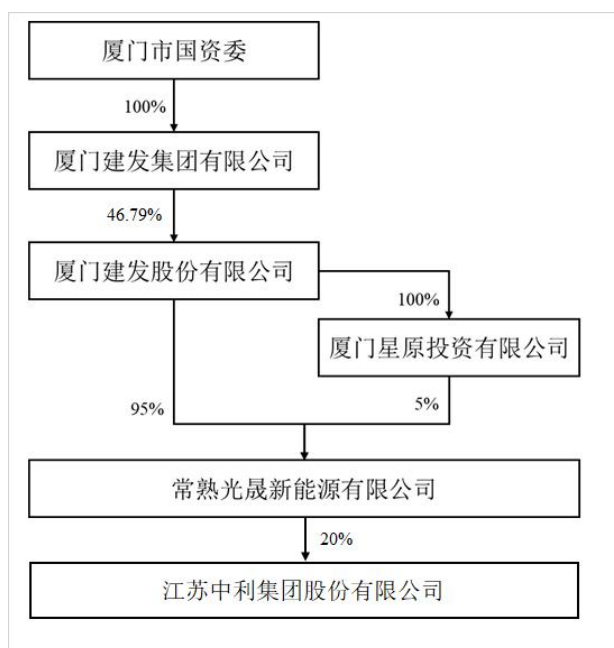 厦门市国资委
100%
厦门建发集团有限公司
46.79%
厦门建发股份有限公司
100%
厦门星原投资有限公司
95%
5%
常熟光晟新能源有限公司
20%
江苏中利集团股份有限公司